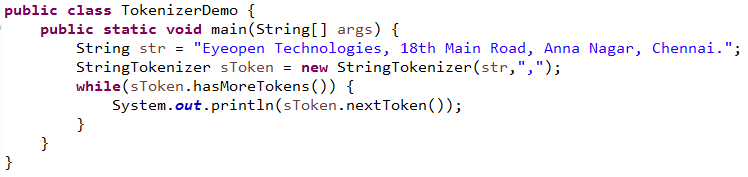 public class TokenizerDemo {
public static void main(String[] args) {
String str = "Eyeopen Technologies, 18th Main Road, Anna Nagar, Chennai.";
StringTokenizer sToken = new StringTokenizer(str,",");
while(sToken.hasMoreTokens()) {
System.out.println(sToken.nextToken());
}
}
}